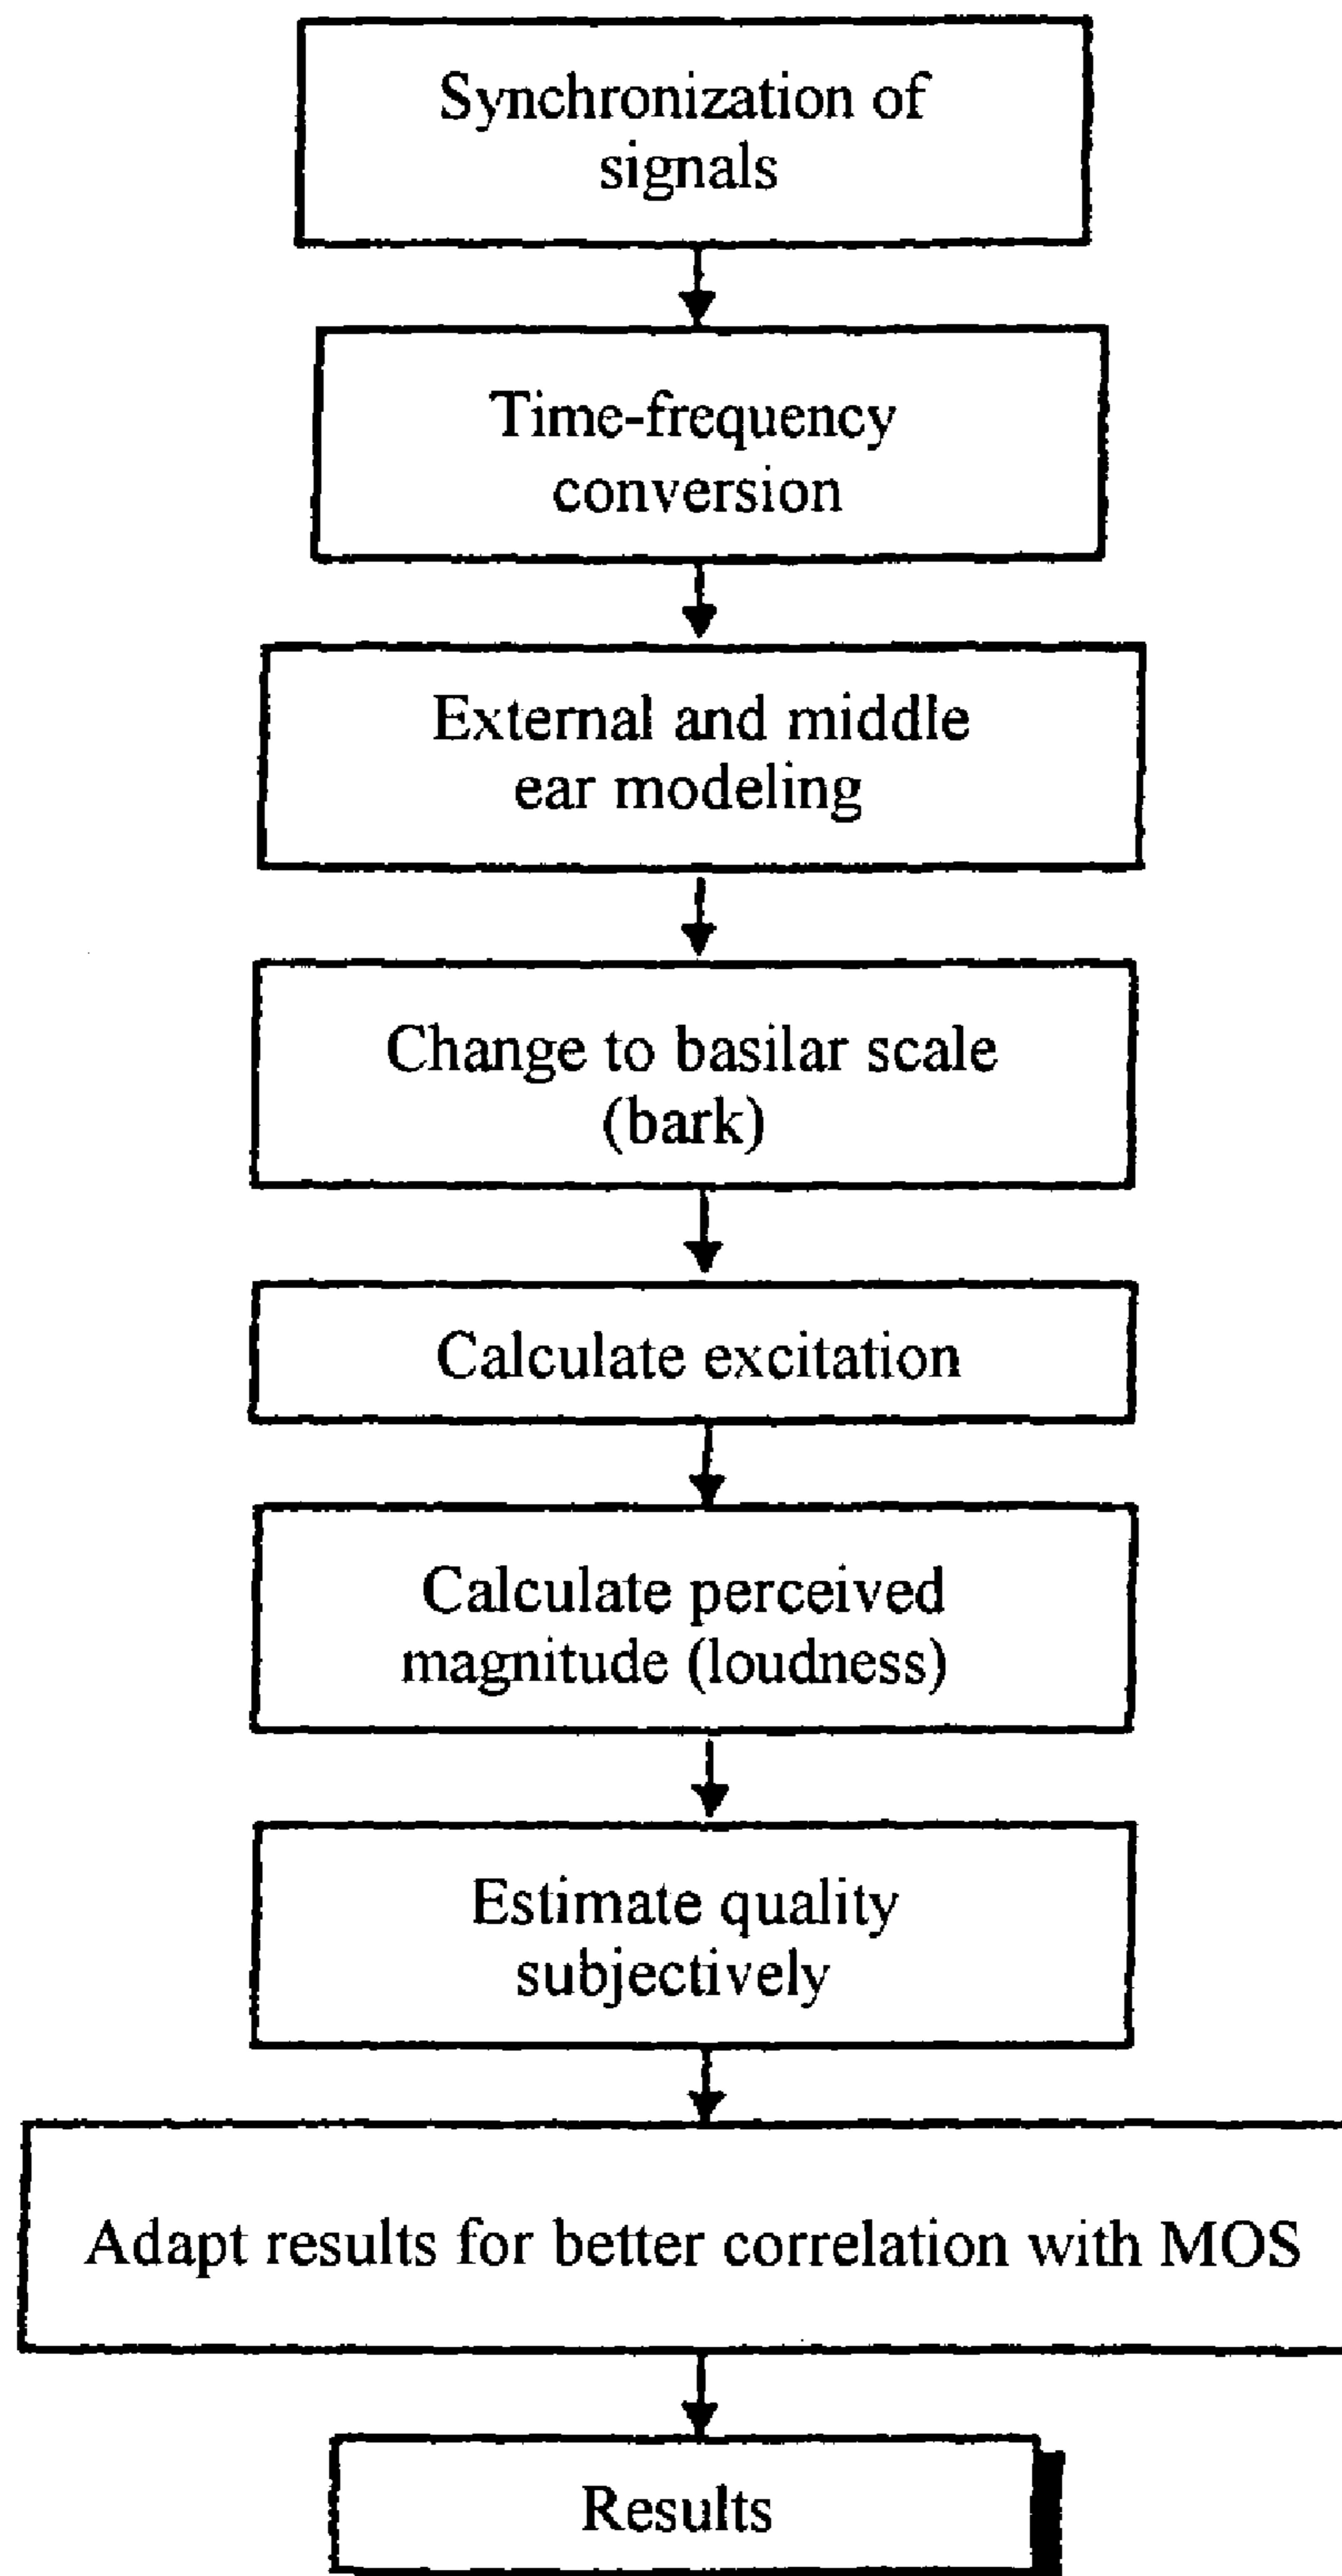 Synchronization of
signals
Time-frequency
conversion
External and middle
ear modeling
Change to basilar scale
(bark)
Calculate excitation
Calculate perceived
magnitude (loudness)
Estimate quality
subjectively
Adapt results for better correlation with MOS
Results